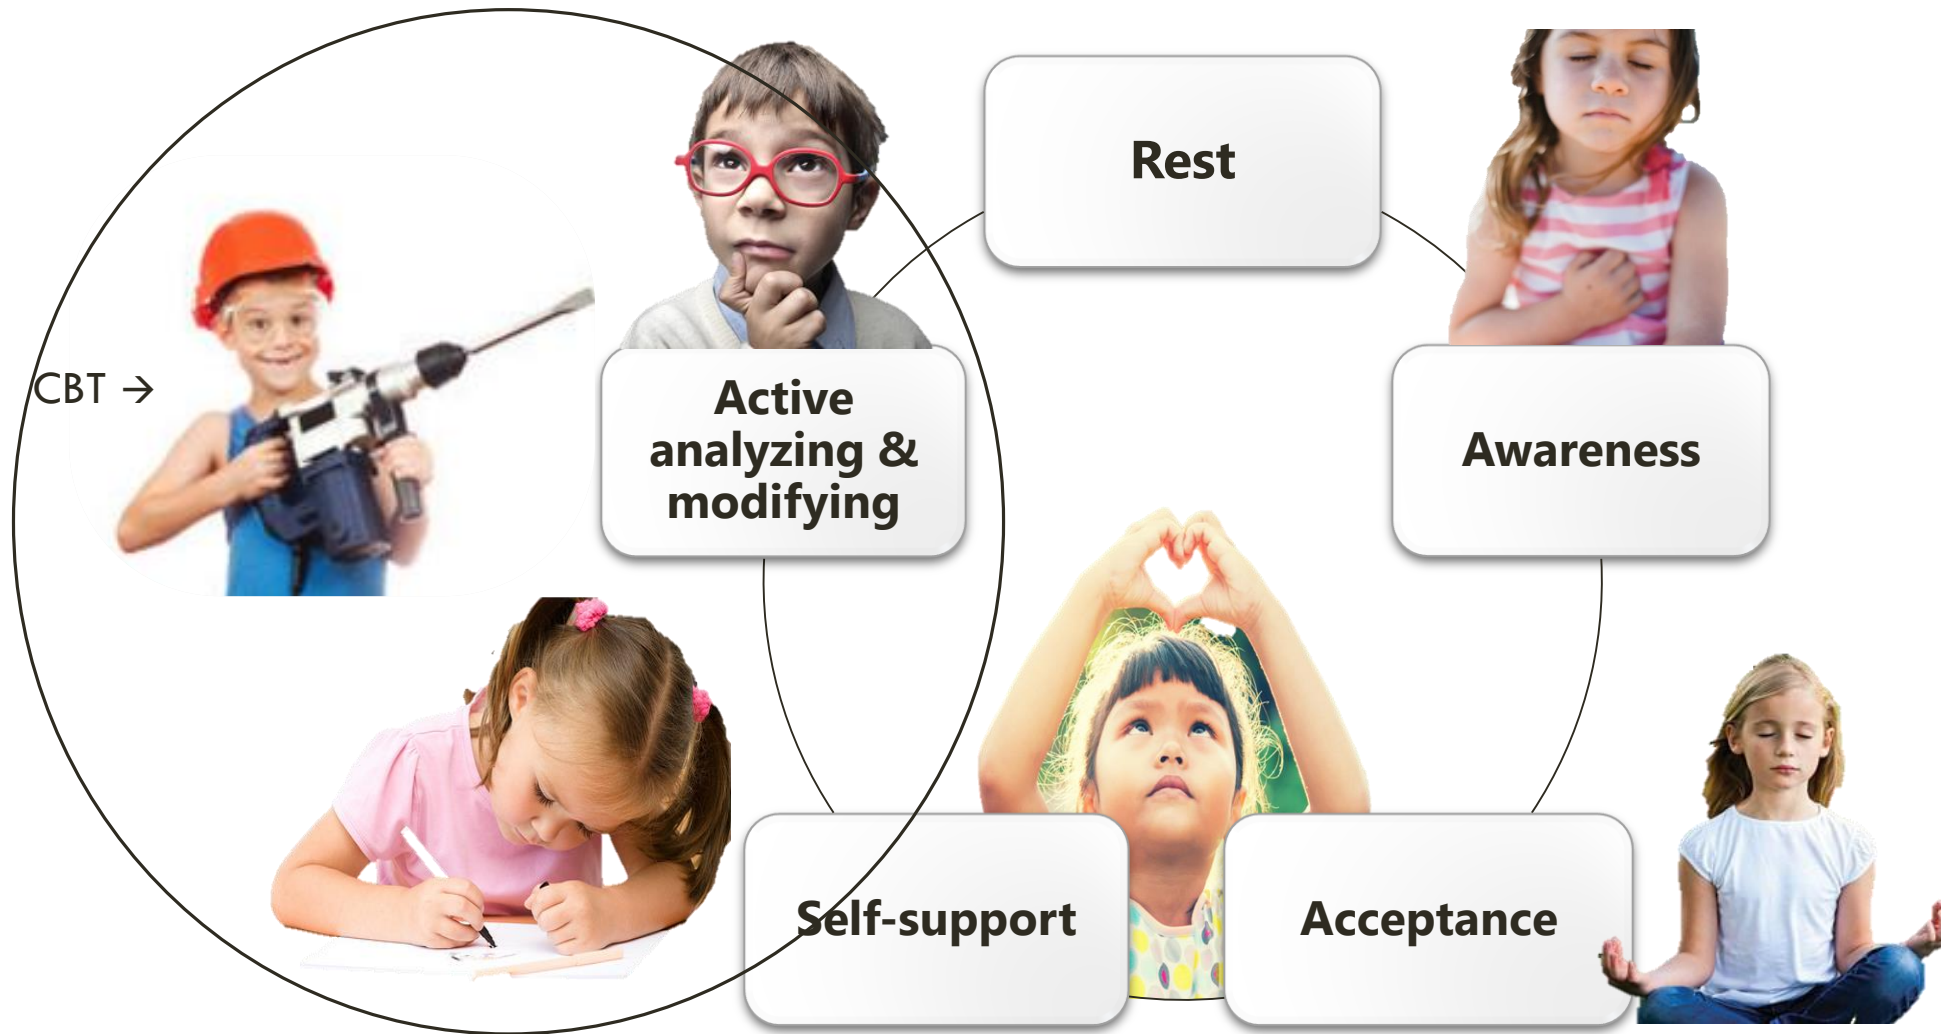 Rest
CBT →
Active
analyzing &
modifying
Awareness
Self-support
Acceptance